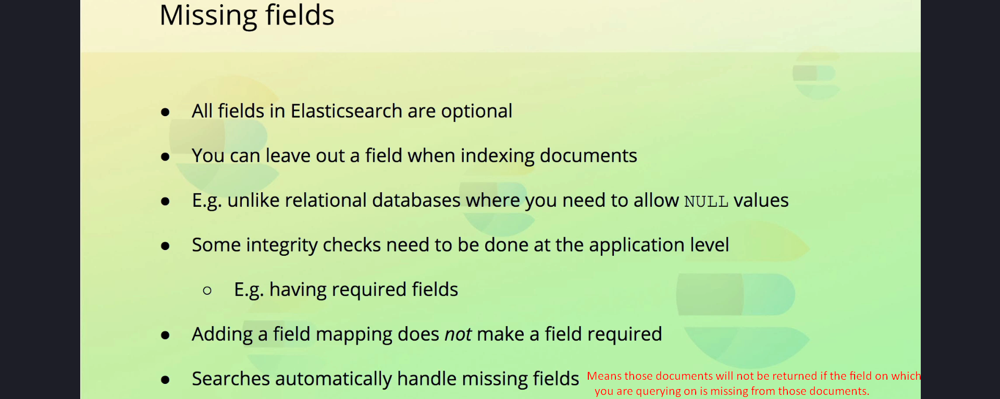 Missing fields
● All fields in Elasticsearch are optional
● You can leave out a field when indexing documents
● E.g. unlike relational databases where you need to allow NULL values
● Some integrity checks need to be done at the application level
○ E.g. having required fields
● Adding a field mapping does not make a field required
● Searches automatically handle missing fields Means those documents will not be returned if the field on which
you are querying on is missing from those documents.